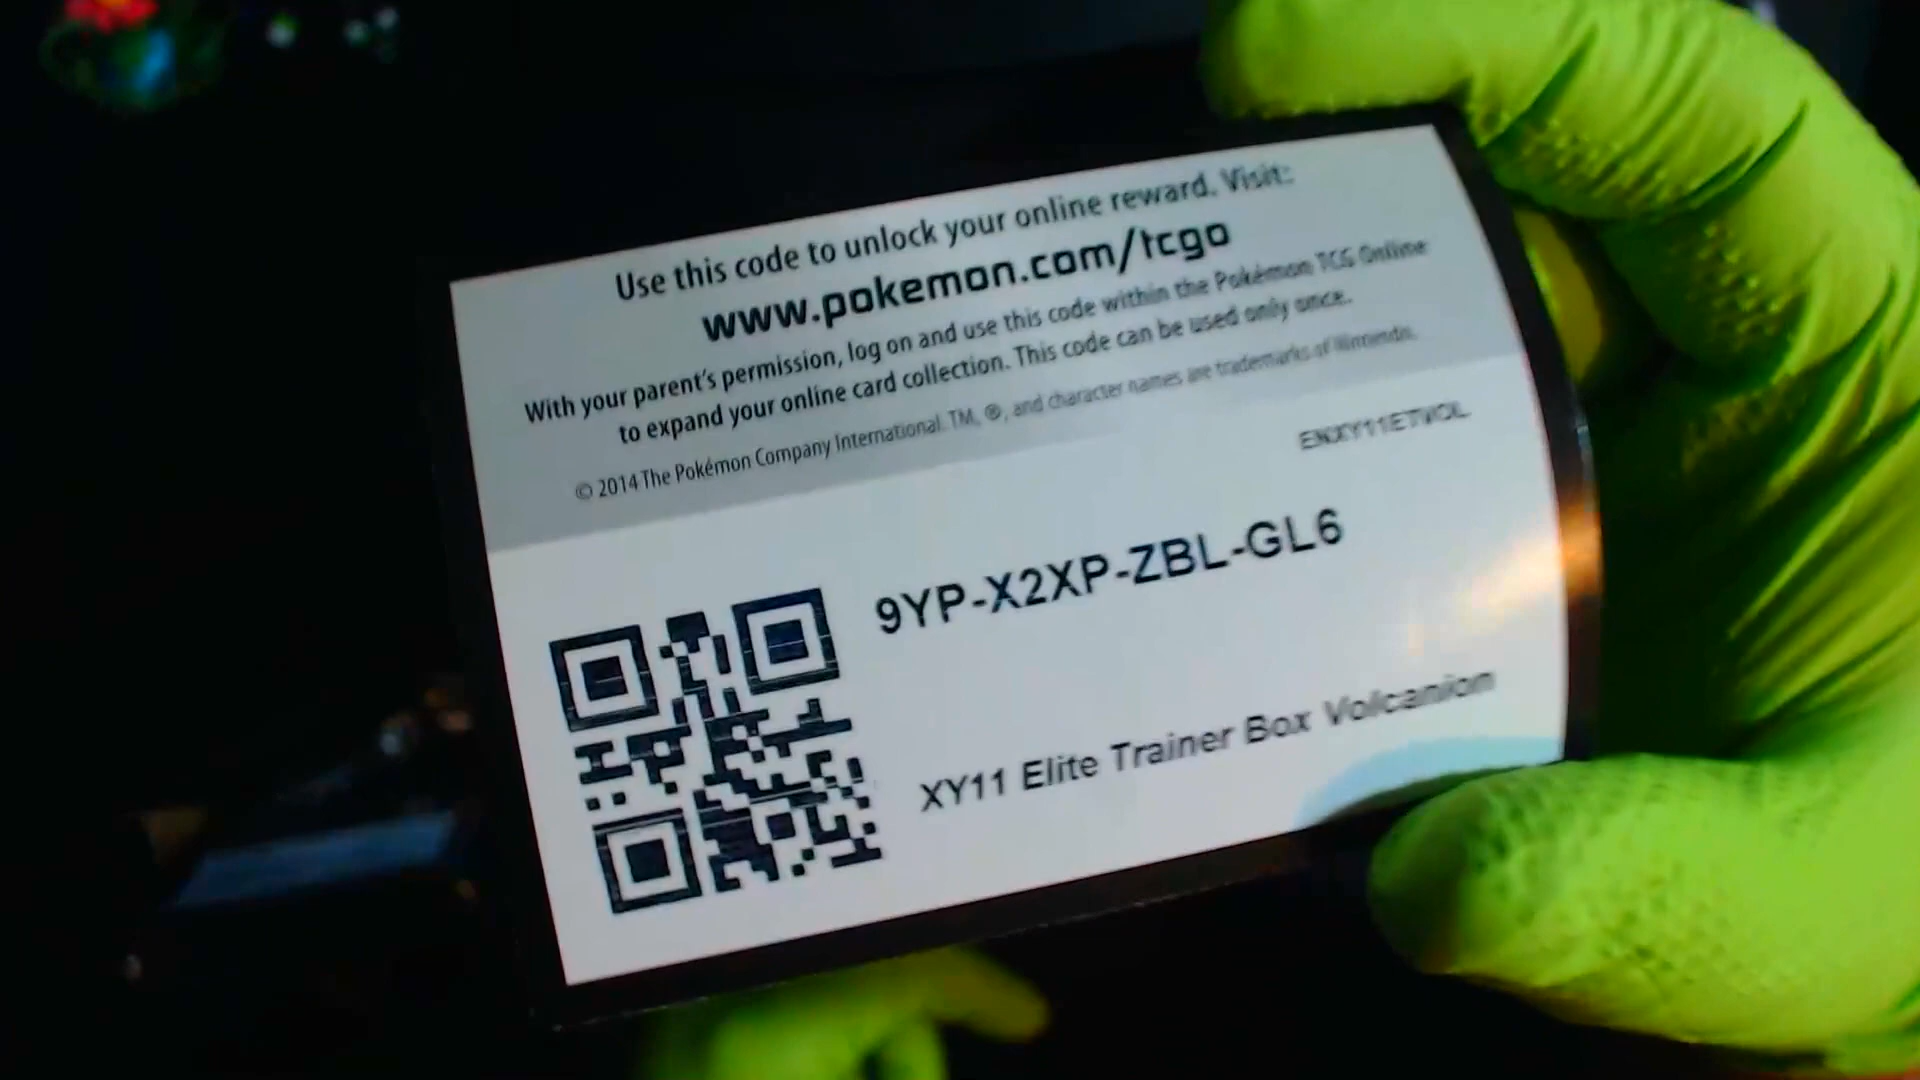 Use this code to unlock your online reward. Visit:
www.pokemon.com/tcgo
With your parent's permission, log on and use this code within the Pokémon TCG Online
to expand your online card collection. This code can be used only once.
© 2014 The Pokémon Company International. TM, ®, and character names are trademarks of Nintendo.
ENXY11ETVOL
9YP-X2XP-ZBL-GL6
XY11 Elite Trainer Box Volcanion